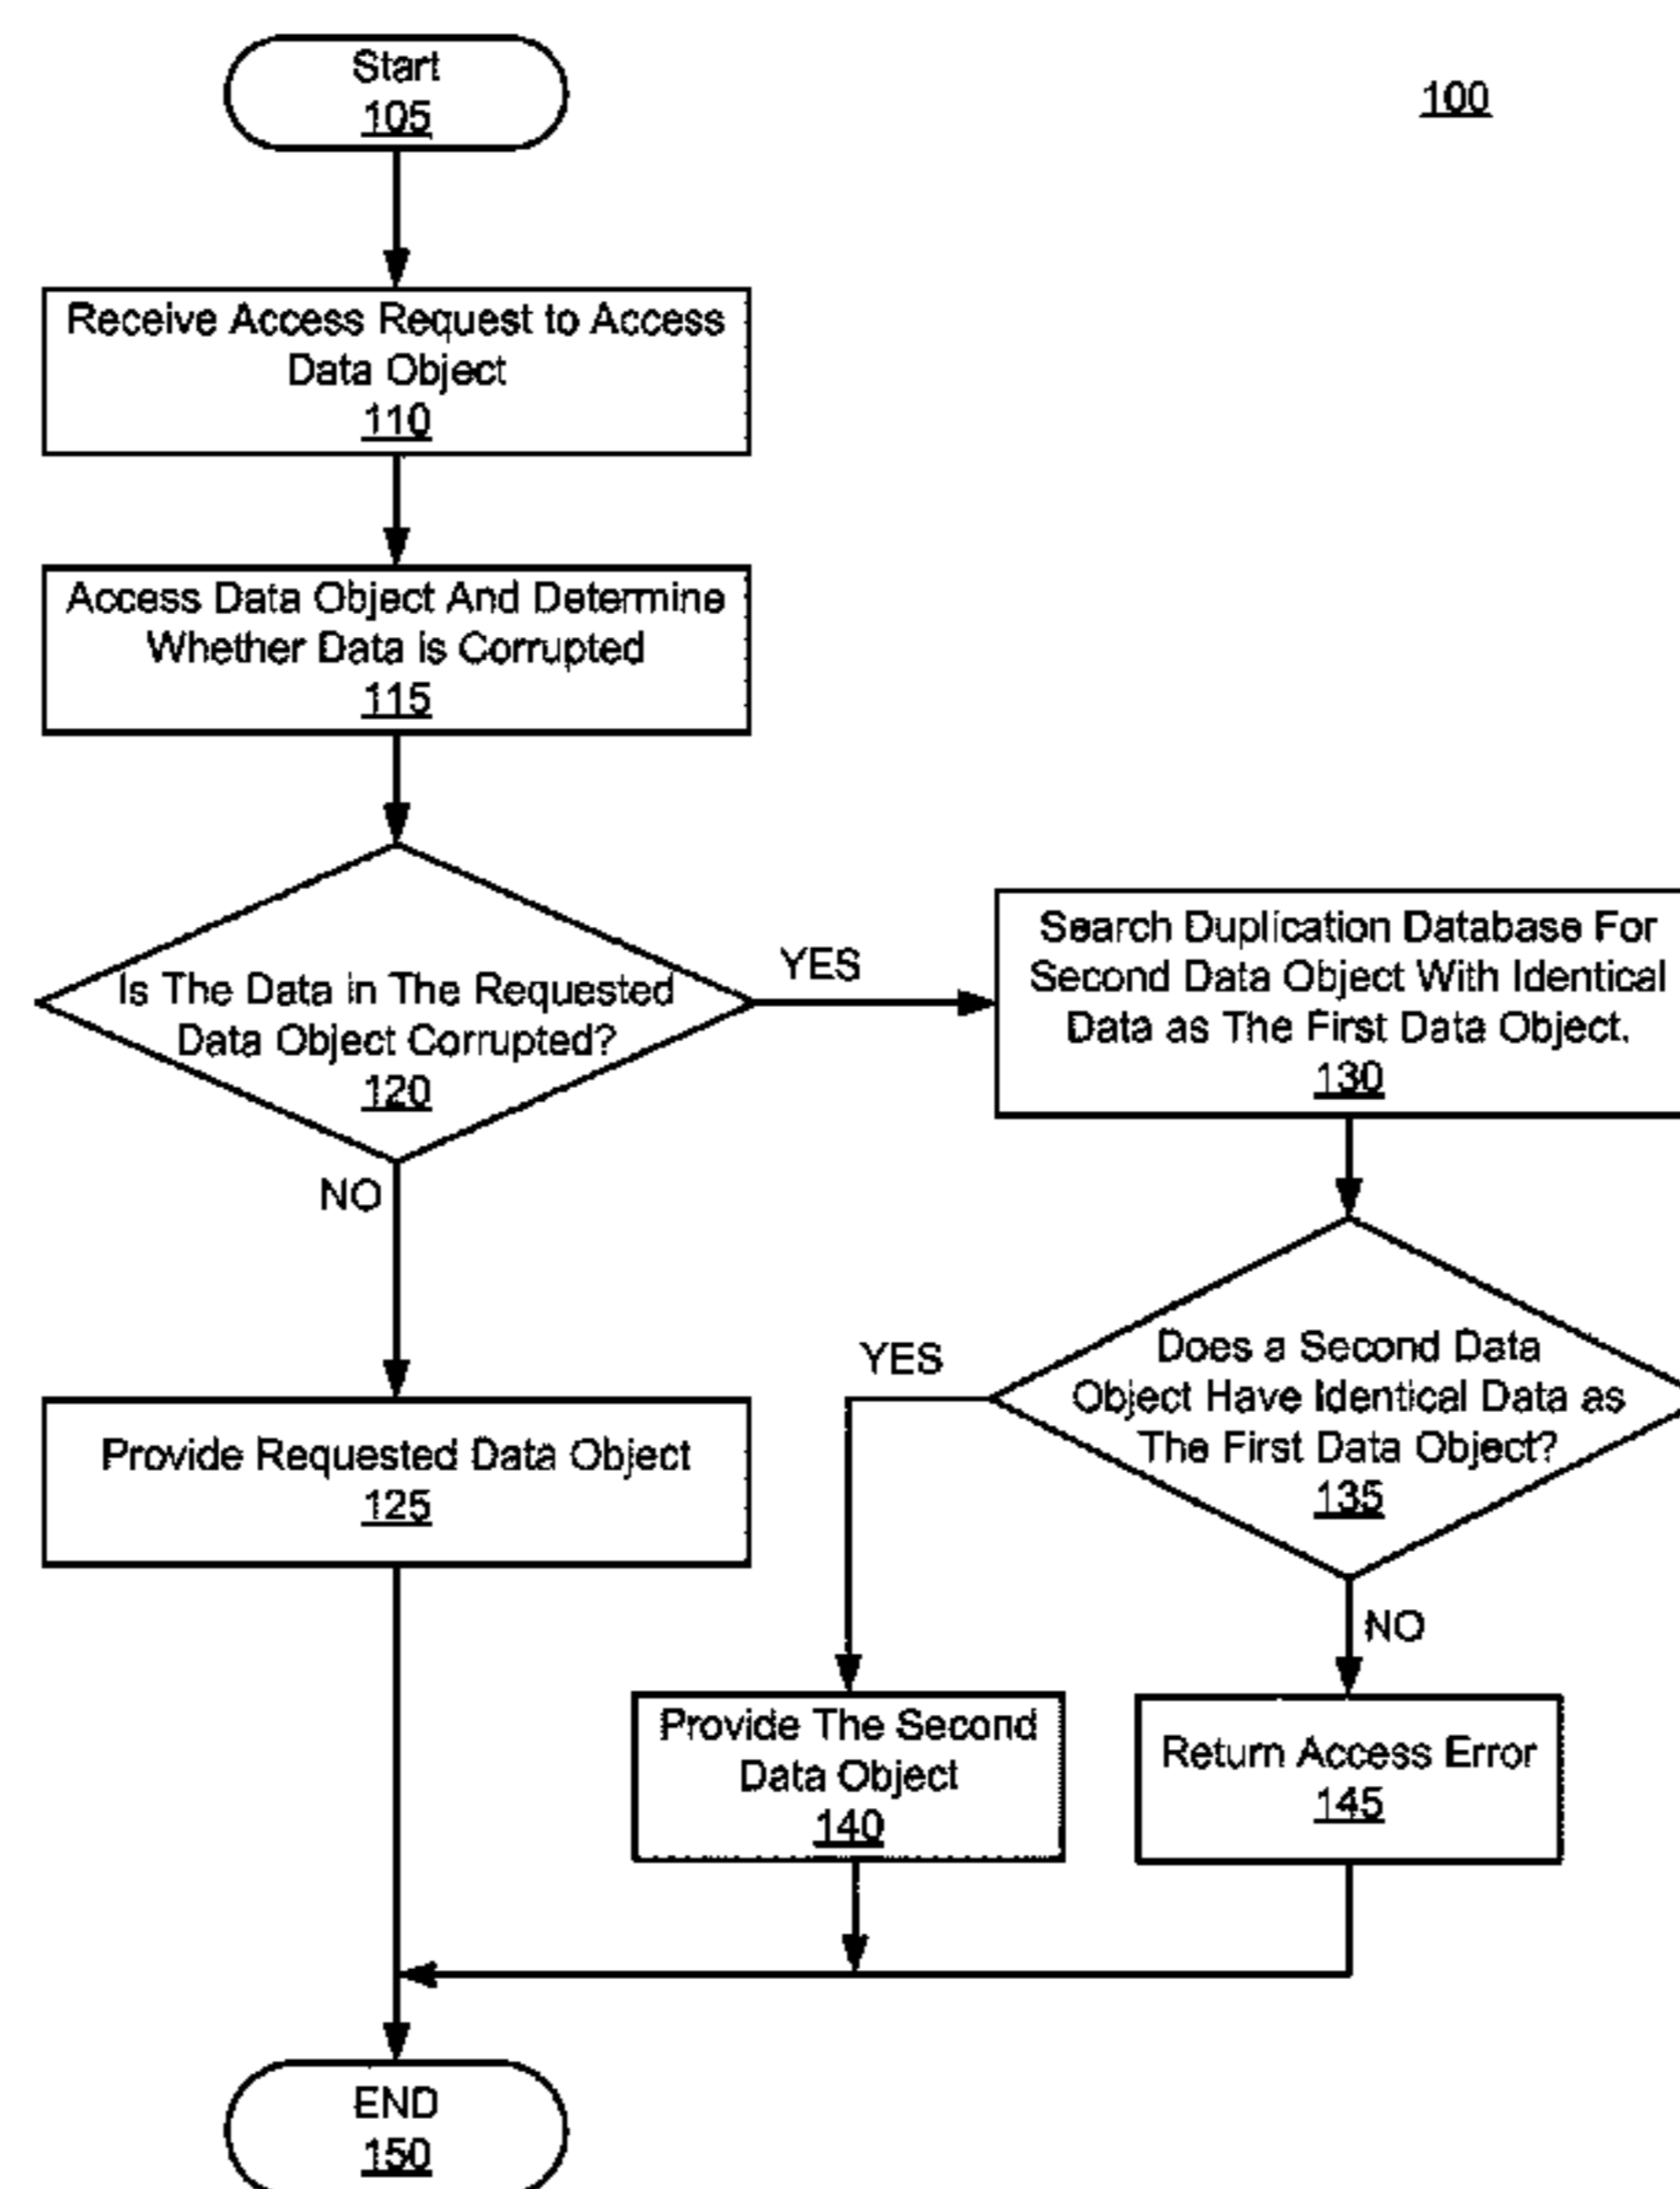 Start
105
100
Receive Access Request to Access
Data Object
110
Access Data Object And Determine
Whether Data is Corrupted
115
Is The Data in The Requested
Data Object Corrupted?
120
YES
NO
Search Duplication Database For
Second Data Object With Identical
Data as The First Data Object.
130
Does a Second Data
Object Have Identical Data as
The First Data Object?
135
YES
NO
Provide Requested Data Object
125
Provide The Second
Data Object
140
Return Access Error
145
END
150